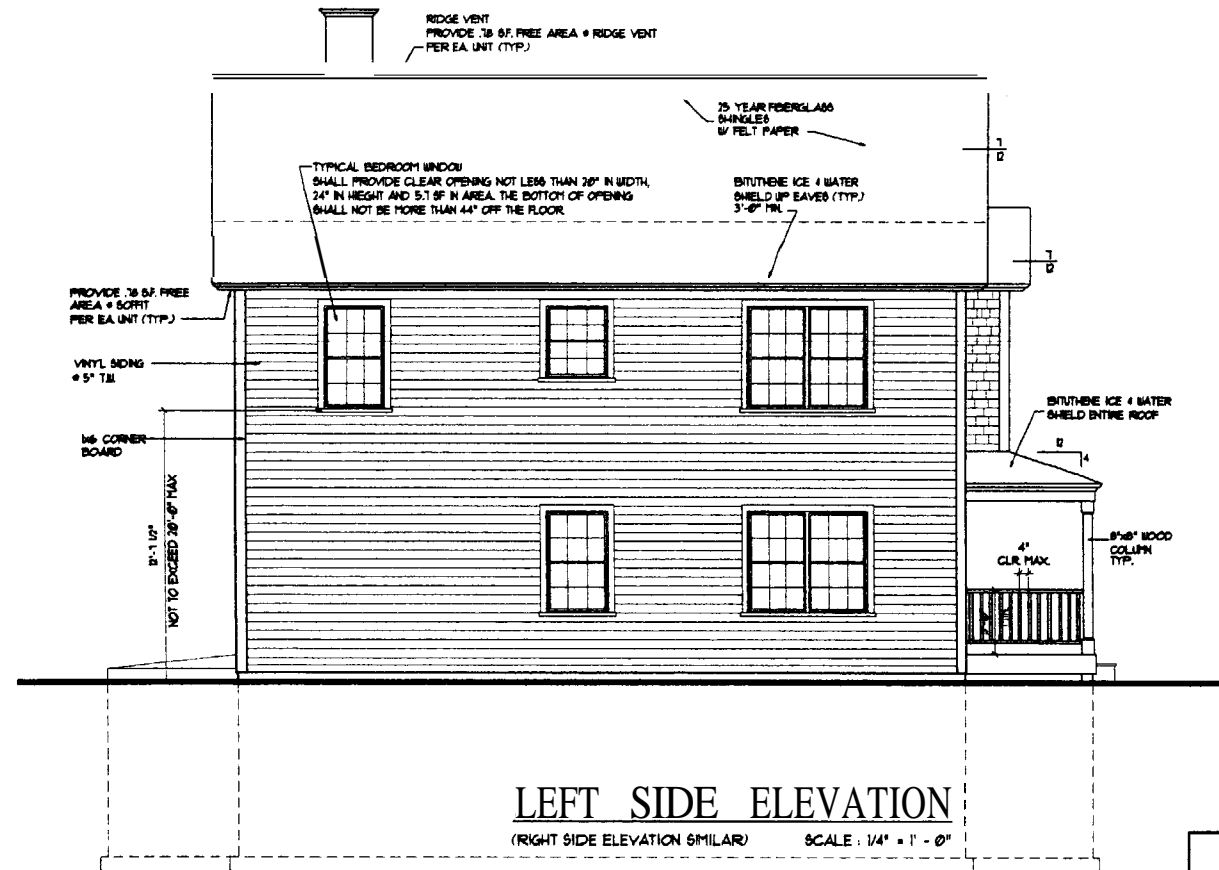 RIDGE VENT
PROVIDE .78 S.F. FREE AREA @ RIDGE VENT
PER EA. UNIT (TYP.)
25 YEAR FIBERGLASS
SHINGLES
W/ FELT PAPER
7
12
TYPICAL BEDROOM WINDOW
SHALL PROVIDE CLEAR OPENING NOT LESS THAN 20" IN WIDTH,
24" IN HIEGHT AND 5.7 SF IN AREA. THE BOTTOM OF OPENING
SHALL NOT BE MORE THAN 44" OFF THE FLOOR
BITUTHENE ICE & WATER
SHIELD UP EAVES (TYP.)
3'-0" MIN.
7
12
PROVIDE .78 S.F. FREE
AREA @ SOFFIT
PER EA. UNIT (TYP.)
VINYL SIDING
@ 5" T.W.
BITUTHENE ICE & WATER
SHIELD ENTIRE ROOF
1x6 CORNER
BOARD
12
4
12'-7 1/2"
NOT TO EXCEED 20'-0" MAX
8"x8" WOOD
COLUMN
TYP.
4"
CLR. MAX.
LEFT SIDE ELEVATION
(RIGHT SIDE ELEVATION SIMILAR) SCALE : 1/4" = 1' - 0"